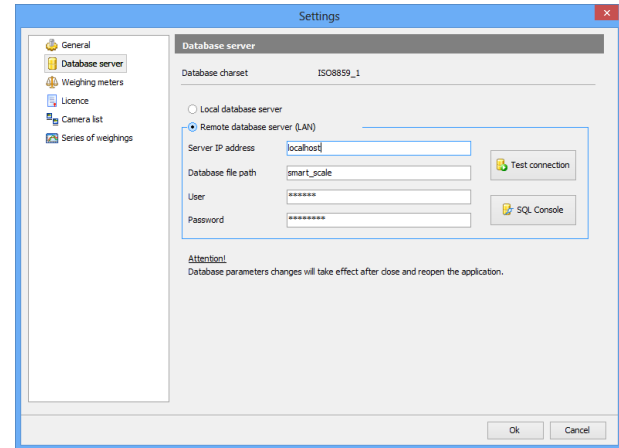 Settings
General
Database server
Weighing meters
Licence
Camera list
Series of weighings
Database server
Database charset ISO8859_1
Local database server
Remote database server (LAN)
Server IP address localhost
Database file path smart_scale
User ******
Password ********
Test connection
SQL Console
Attention!
Database parameters changes will take effect after close and reopen the application.
Ok Cancel